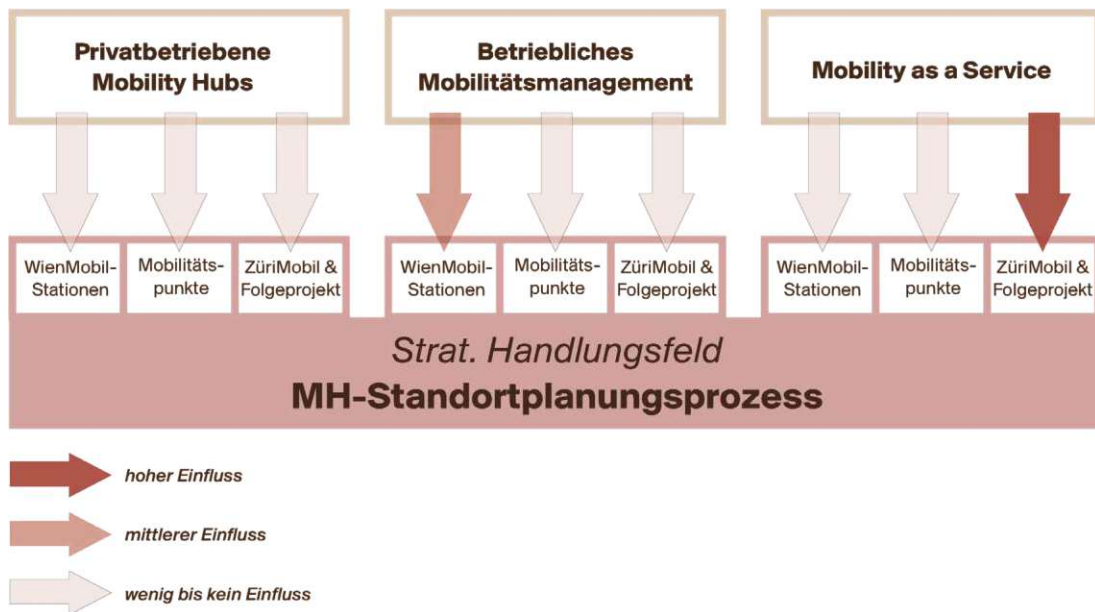 Privatbetriebene
Mobility Hubs
Betriebliches
Mobilitätsmanagement
Mobility as a Service
WienMobil-
Stationen
Mobilitäts-
punkte
ZüriMobil &
Folgeprojekt
WienMobil-
Stationen
Mobilitäts-
punkte
ZüriMobil &
Folgeprojekt
WienMobil-
Stationen
Mobilitäts-
punkte
ZüriMobil &
Folgeprojekt
Strat. Handlungsfeld
MH-Standortplanungsprozess
hoher Einfluss
mittlerer Einfluss
wenig bis kein Einfluss